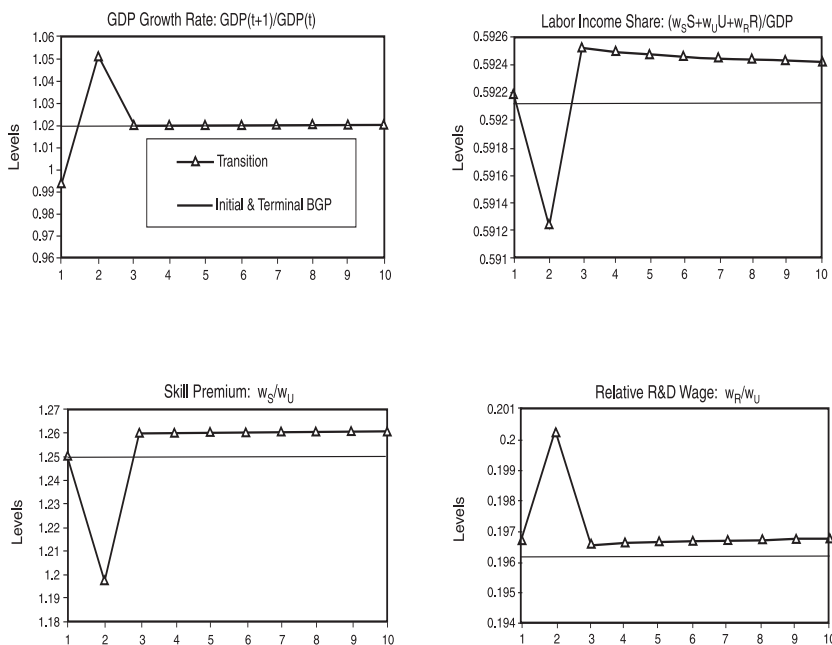 GDP Growth Rate: GDP(t+1)/GDP(t)
1.06
1.05
1.04
1.03
1.02
1.01
1
0.99
0.98
0.97
0.96
Levels
Transition
Initial & Terminal BGP
1 2 3 4 5 6 7 8 9 10
Labor Income Share: (w_S S+w_U U+w_R R)/GDP
0.5926
0.5924
0.5922
0.592
0.5918
0.5916
0.5914
0.5912
0.591
Levels
1 2 3 4 5 6 7 8 9 10
Skill Premium: w_S/w_U
1.27
1.26
1.25
1.24
1.23
1.22
1.21
1.2
1.19
1.18
Levels
1 2 3 4 5 6 7 8 9 10
Relative R&D Wage: w_R/w_U
0.201
0.2
0.199
0.198
0.197
0.196
0.195
0.194
Levels
1 2 3 4 5 6 7 8 9 10